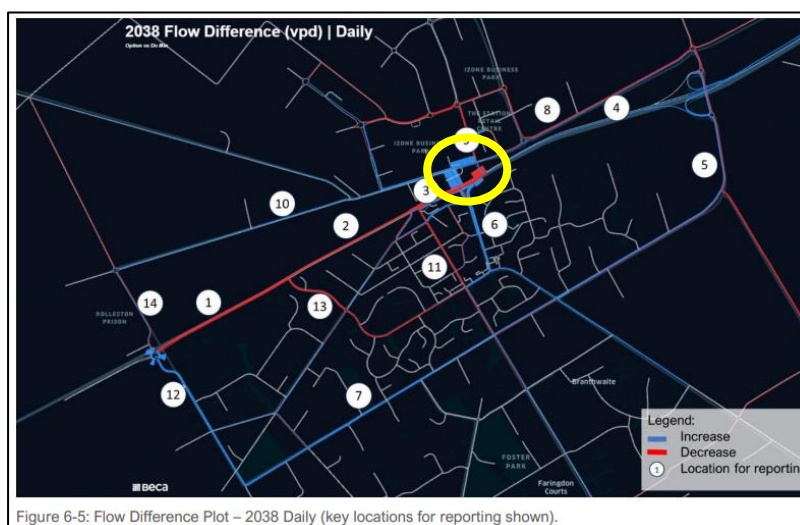 2038 Flow Difference (vpd) | Daily
Option vs Do Min
IZONE BUSINESS
PARK
8
4
THE STATION
RETAIL
CENTRE
IZONE BUSINESS
PARK
5
3
10
6
2
11
14
ROLLESTON
PRISON
1
13
12
7
Branthwaite
Legend:
Increase
Decrease
1 Location for reporting
FOSTER
PARK
Faringdon
Courts
Beca
Figure 6-5: Flow Difference Plot – 2038 Daily (key locations for reporting shown).